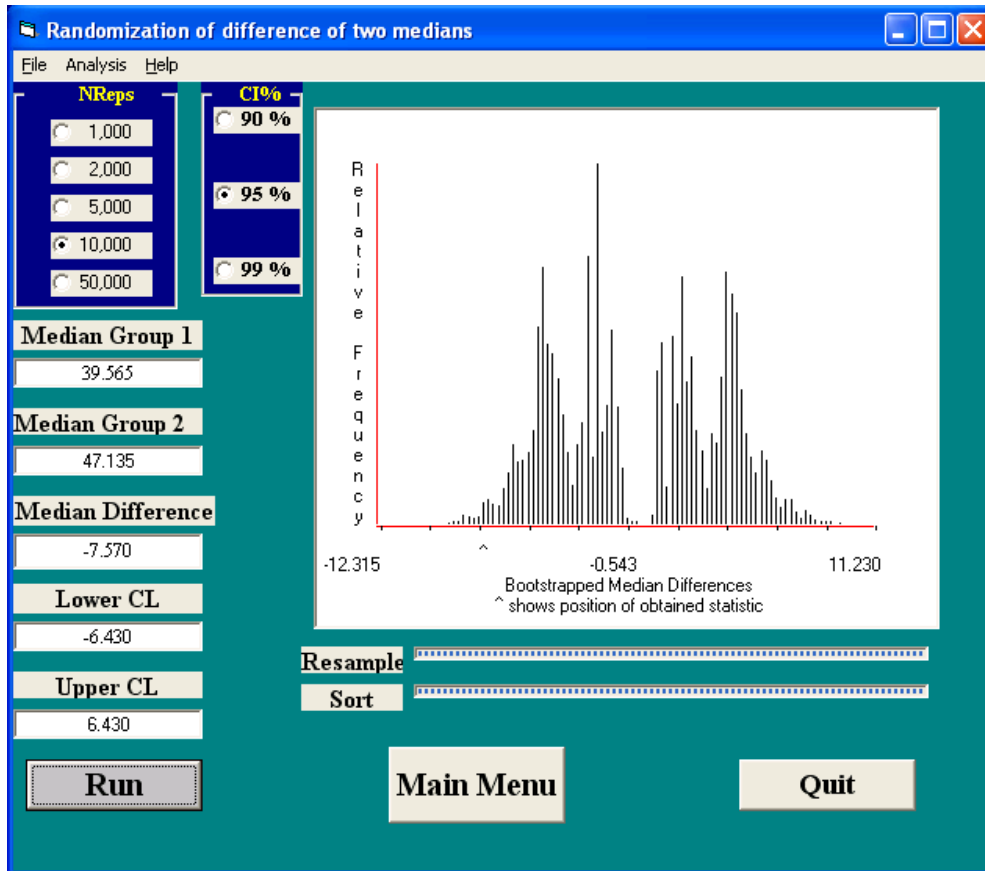 Randomization of difference of two medians
File Analysis Help
NReps
1,000
2,000
5,000
10,000
50,000
CI%
90 %
95 %
99 %
Median Group 1
39.565
Median Group 2
47.135
Median Difference
-7.570
Lower CL
-6.430
Upper CL
6.430
Relative Frequency
^
-12.315 -0.543 11.230
Bootstrapped Median Differences
^ shows position of obtained statistic
Resample
Sort
Run
Main Menu
Quit